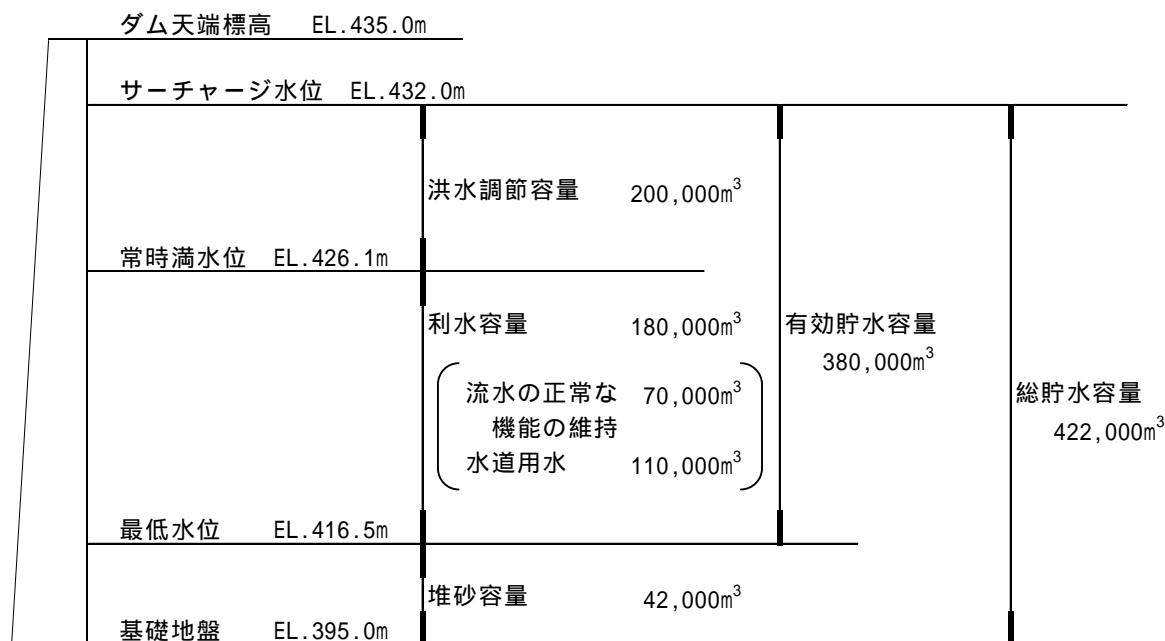 ダム天端標高 EL.435.0m
サーチャージ水位 EL.432.0m
洪水調節容量 200,000m³
常時満水位 EL.426.1m
利水容量 180,000m³
有効貯水容量
380,000m³
流水の正常な 70,000m³
機能の維持
水道用水 110,000m³
総貯水容量
422,000m³
最低水位 EL.416.5m
堆砂容量 42,000m³
基礎地盤 EL.395.0m